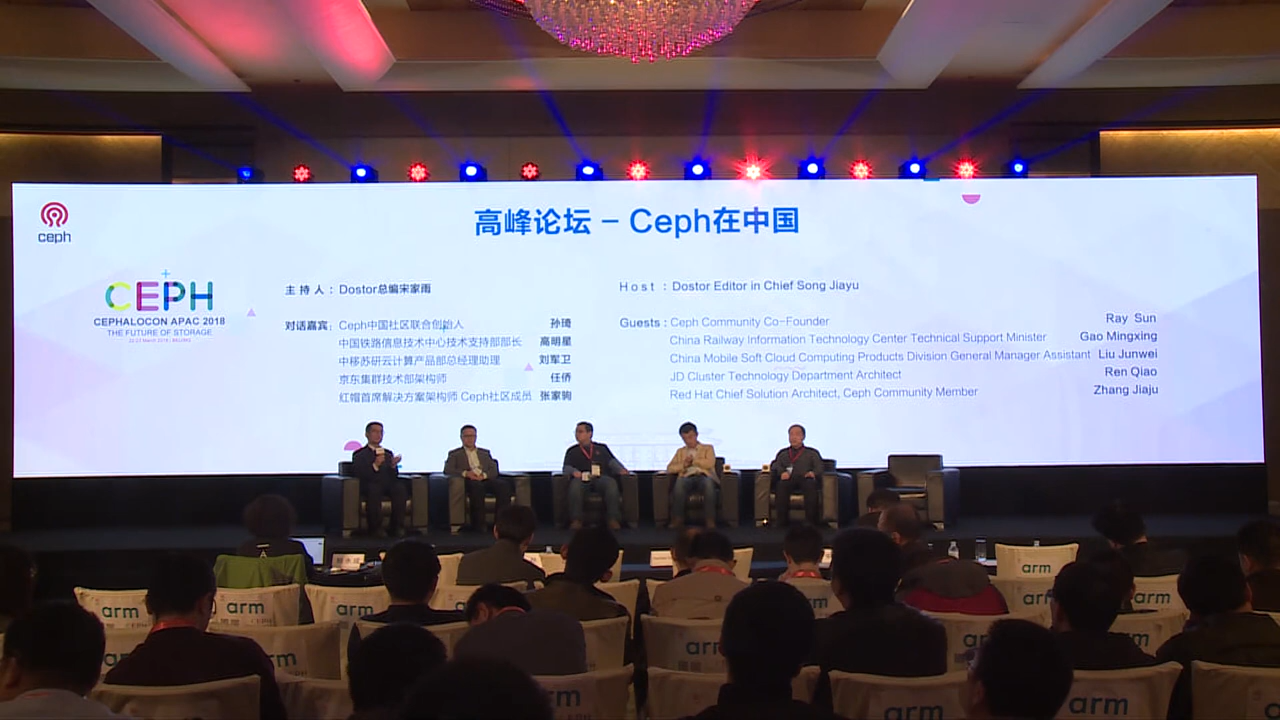 ceph
高峰论坛 – Ceph在中国
CEPH
CEPHALOCON APAC 2018
THE FUTURE OF STORAGE
22-23 March 2018 | BEIJING
主持人：Dostor总编宋家雨
对话嘉宾：Ceph中国社区联合创始人 孙琦
中国铁路信息技术中心技术支持部部长 高明星
中移苏研云计算产品部总经理助理 刘军卫
京东集群技术部架构师 任侨
红帽首席解决方案架构师 Ceph社区成员 张家驹
Host : Dostor Editor in Chief Song Jiayu
Guests : Ceph Community Co-Founder Ray Sun
China Railway Information Technology Center Technical Support Minister Gao Mingxing
China Mobile Soft Cloud Computing Products Division General Manager Assistant Liu Junwei
JD Cluster Technology Department Architect Ren Qiao
Red Hat Chief Solution Architect, Ceph Community Member Zhang Jiaju
arm
arm
arm
arm
arm
arm
arm
arm
arm
arm
arm